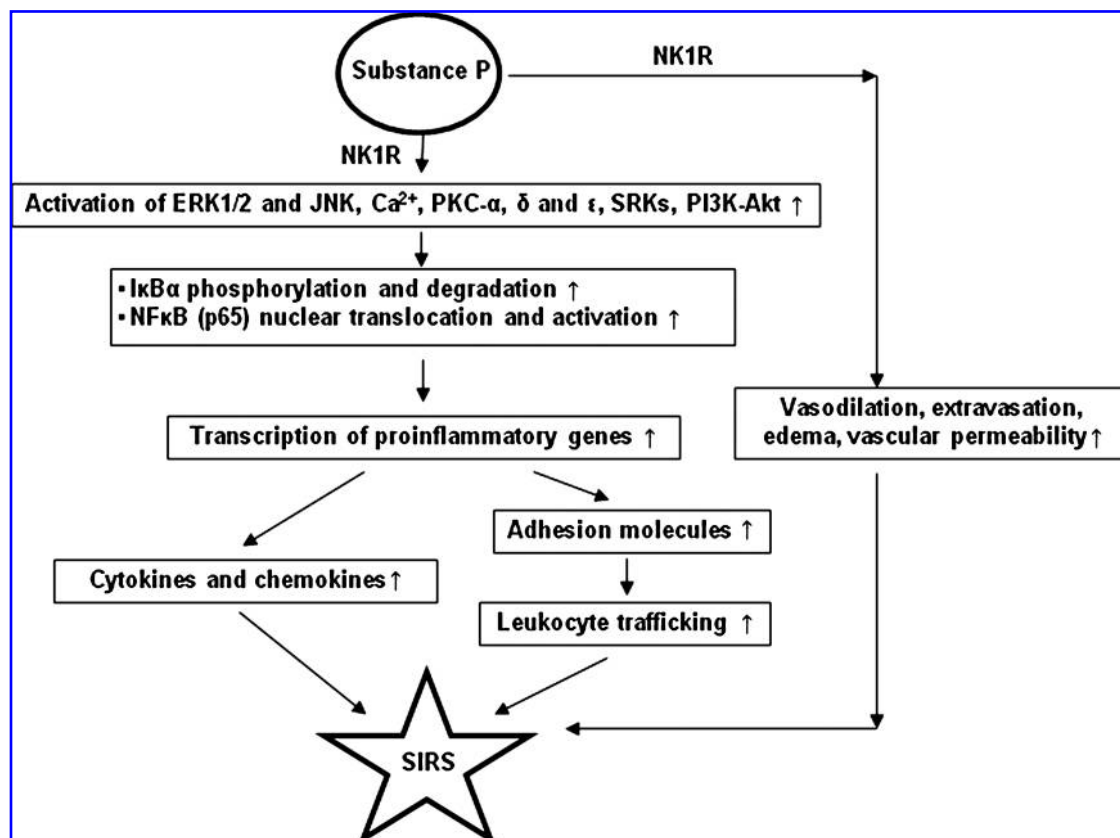 Substance P
NK1R
NK1R
Activation of ERK1/2 and JNK, Ca²⁺, PKC-α, δ and ε, SRKs, PI3K-Akt ↑
▪ IκBα phosphorylation and degradation ↑
▪ NFκB (p65) nuclear translocation and activation ↑
Transcription of proinflammatory genes ↑
Vasodilation, extravasation,
edema, vascular permeability ↑
Adhesion molecules ↑
Cytokines and chemokines ↑
Leukocyte trafficking ↑
SIRS